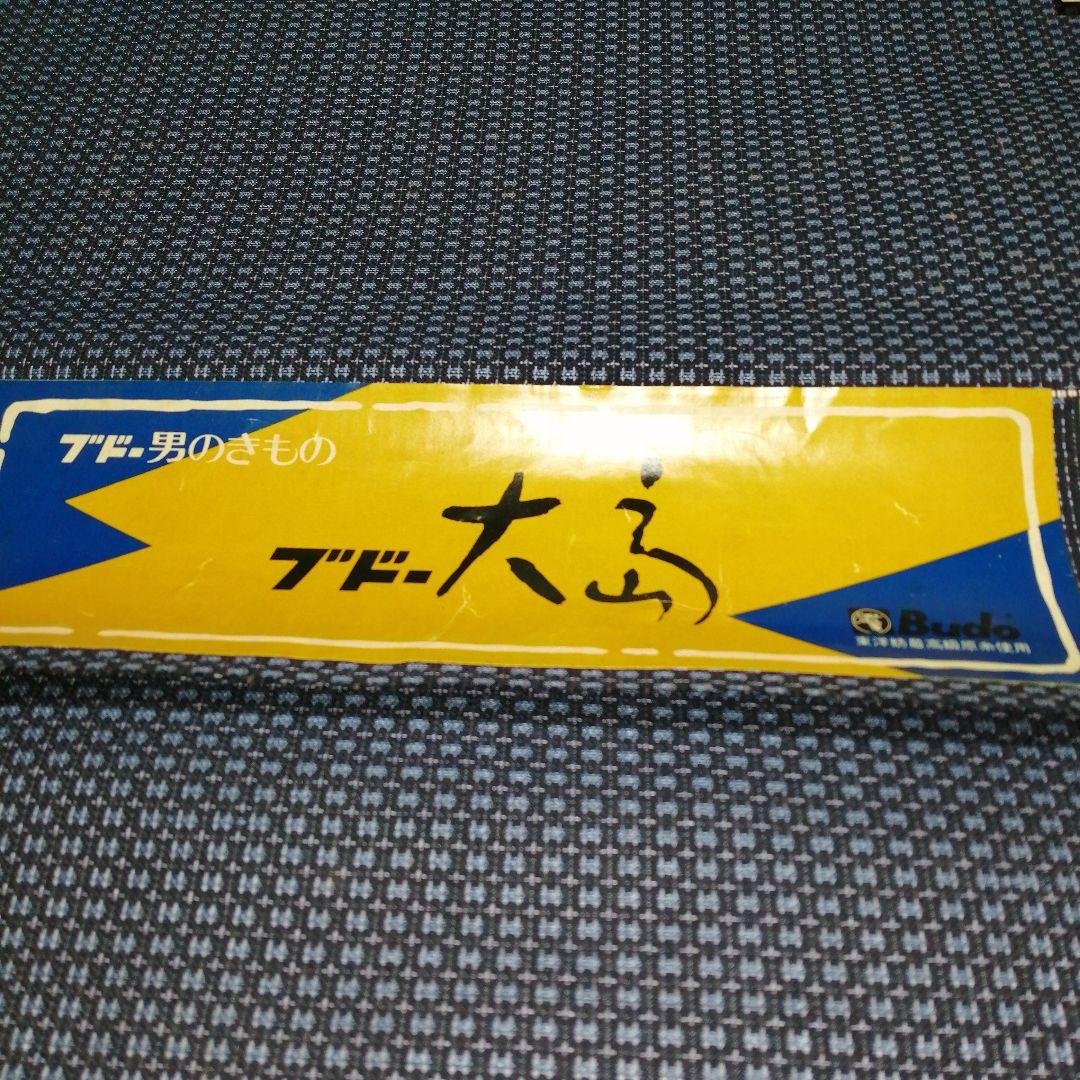 ブドー男のきもの
ブドー大島
Budo
東洋紡最高級原糸使用